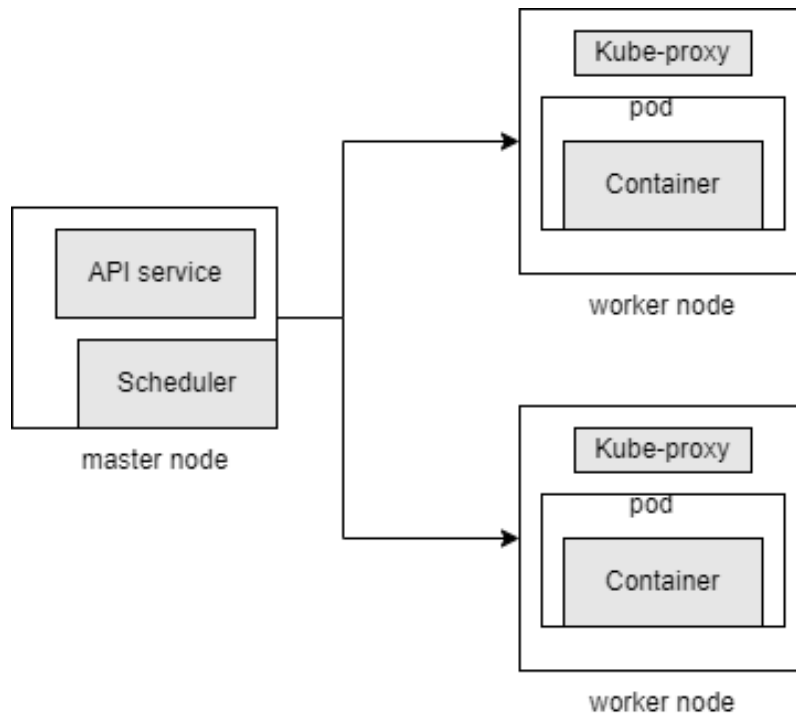 API service
Scheduler
master node
Kube-proxy
pod
Container
worker node
Kube-proxy
pod
Container
worker node